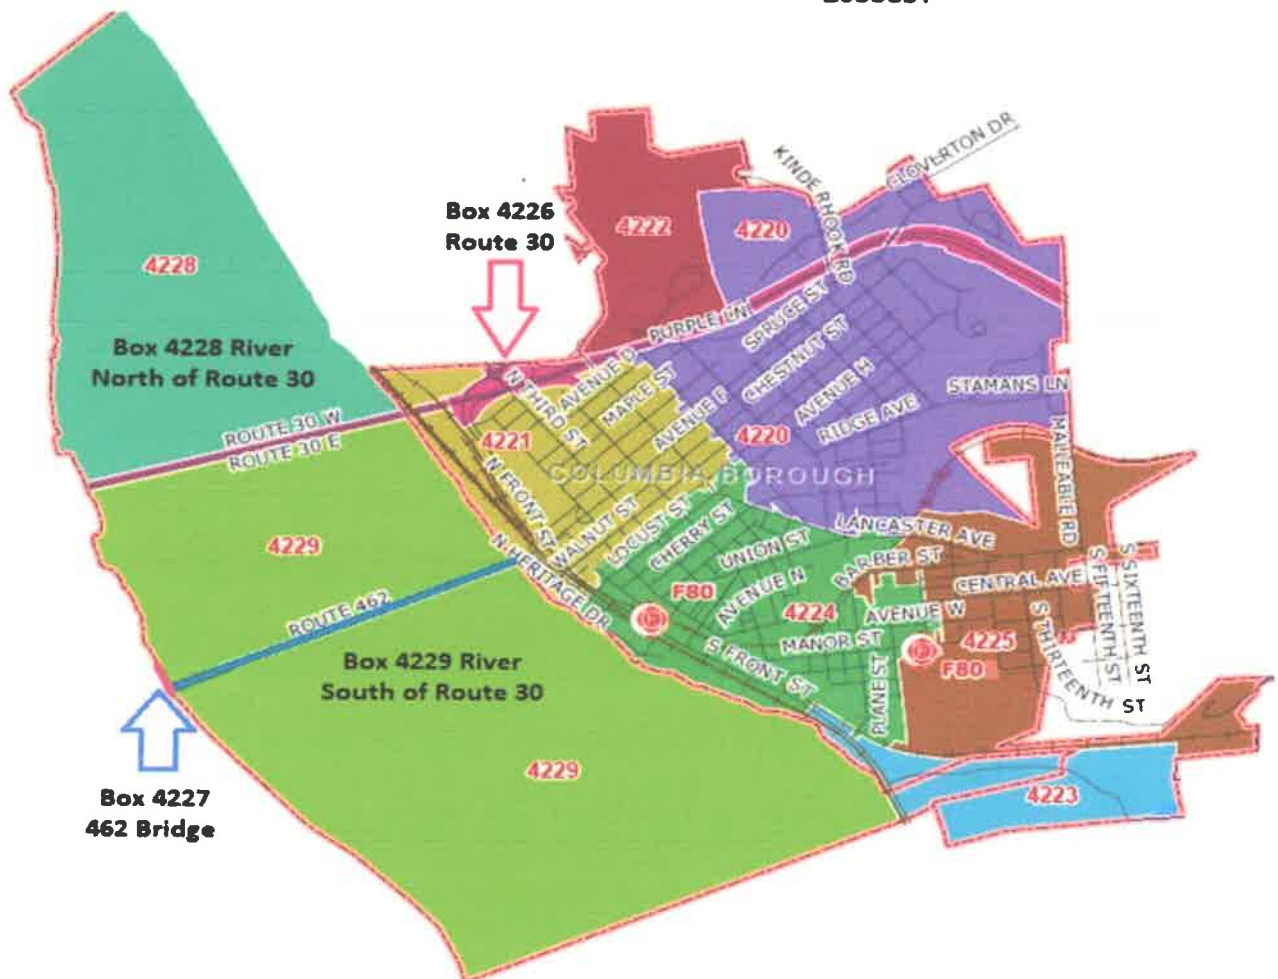 KINDERHOOK RD
CLOVERTON DR
Box 4226
Route 30
4222
4220
4228
PURPLE LN
SPRUCE ST
Box 4228 River
North of Route 30
N THIRD ST
AVENUE D
MAPLE ST
CHESTNUT ST
AVENUE H
STAMANS LN
AVENUE F
RIDGE AVE
ROUTE 30 W
ROUTE 30 E
4221
4220
MALLEABLE RD
COLUMBIA BOROUGH
N FRONT ST
WALNUT ST
LOCUST ST
CHERRY ST
LANCASTER AVE
4229
N HERITAGE DR
UNION ST
BARBER ST
AVENUE N
CENTRAL AVE
S FIFTEENTH ST
S SIXTEENTH ST
F80
4224
AVENUE W
ROUTE 462
MANOR ST
4225
S THIRTEENTH ST
Box 4229 River
South of Route 30
S FRONT ST
F80
PLANE ST
4229
Box 4227
462 Bridge
4223